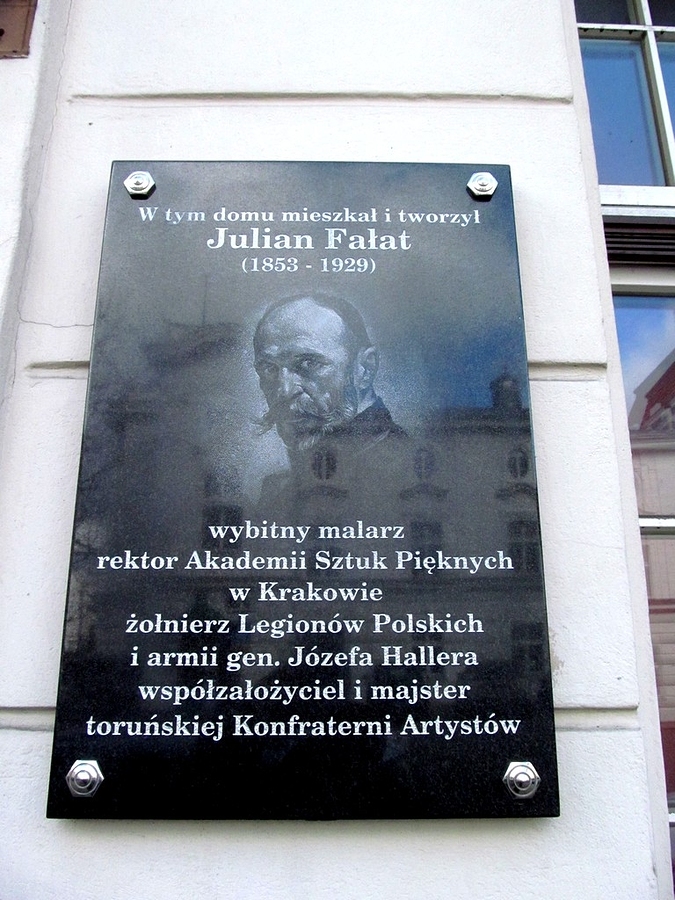 W tym domu mieszkał i tworzył
Julian Fałat
(1853 - 1929)
wybitny malarz
rektor Akademii Sztuk Pięknych
w Krakowie
żołnierz Legionów Polskich
i armii gen. Józefa Hallera
współzałożyciel i majster
toruńskiej Konfraterni Artystów